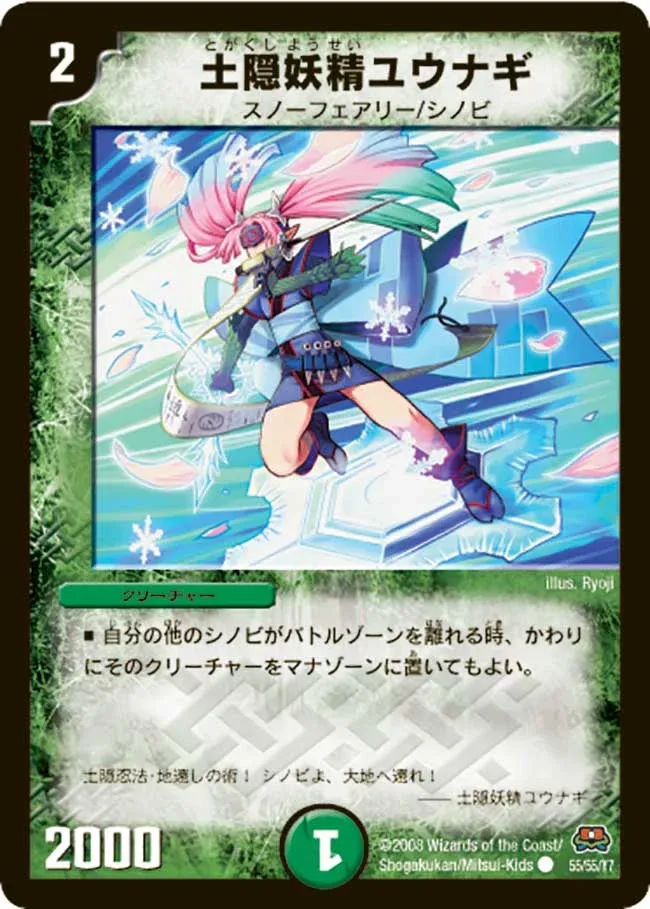 2
とがくしようせい
土隠妖精ユウナギ
スノーフェアリー/シノビ
illus. Ryoji
クリーチャー
■ 自分の他のシノビがバトルゾーンを離れる時、かわり
にそのクリーチャーをマナゾーンに置いてもよい。
土隠忍法·地還しの術! シノビよ、大地へ還れ!
—— 土隠妖精ユウナギ
2000
1
©2008 Wizards of the Coast/
Shogakukan/Mitsui-Kids
55/55/Y7